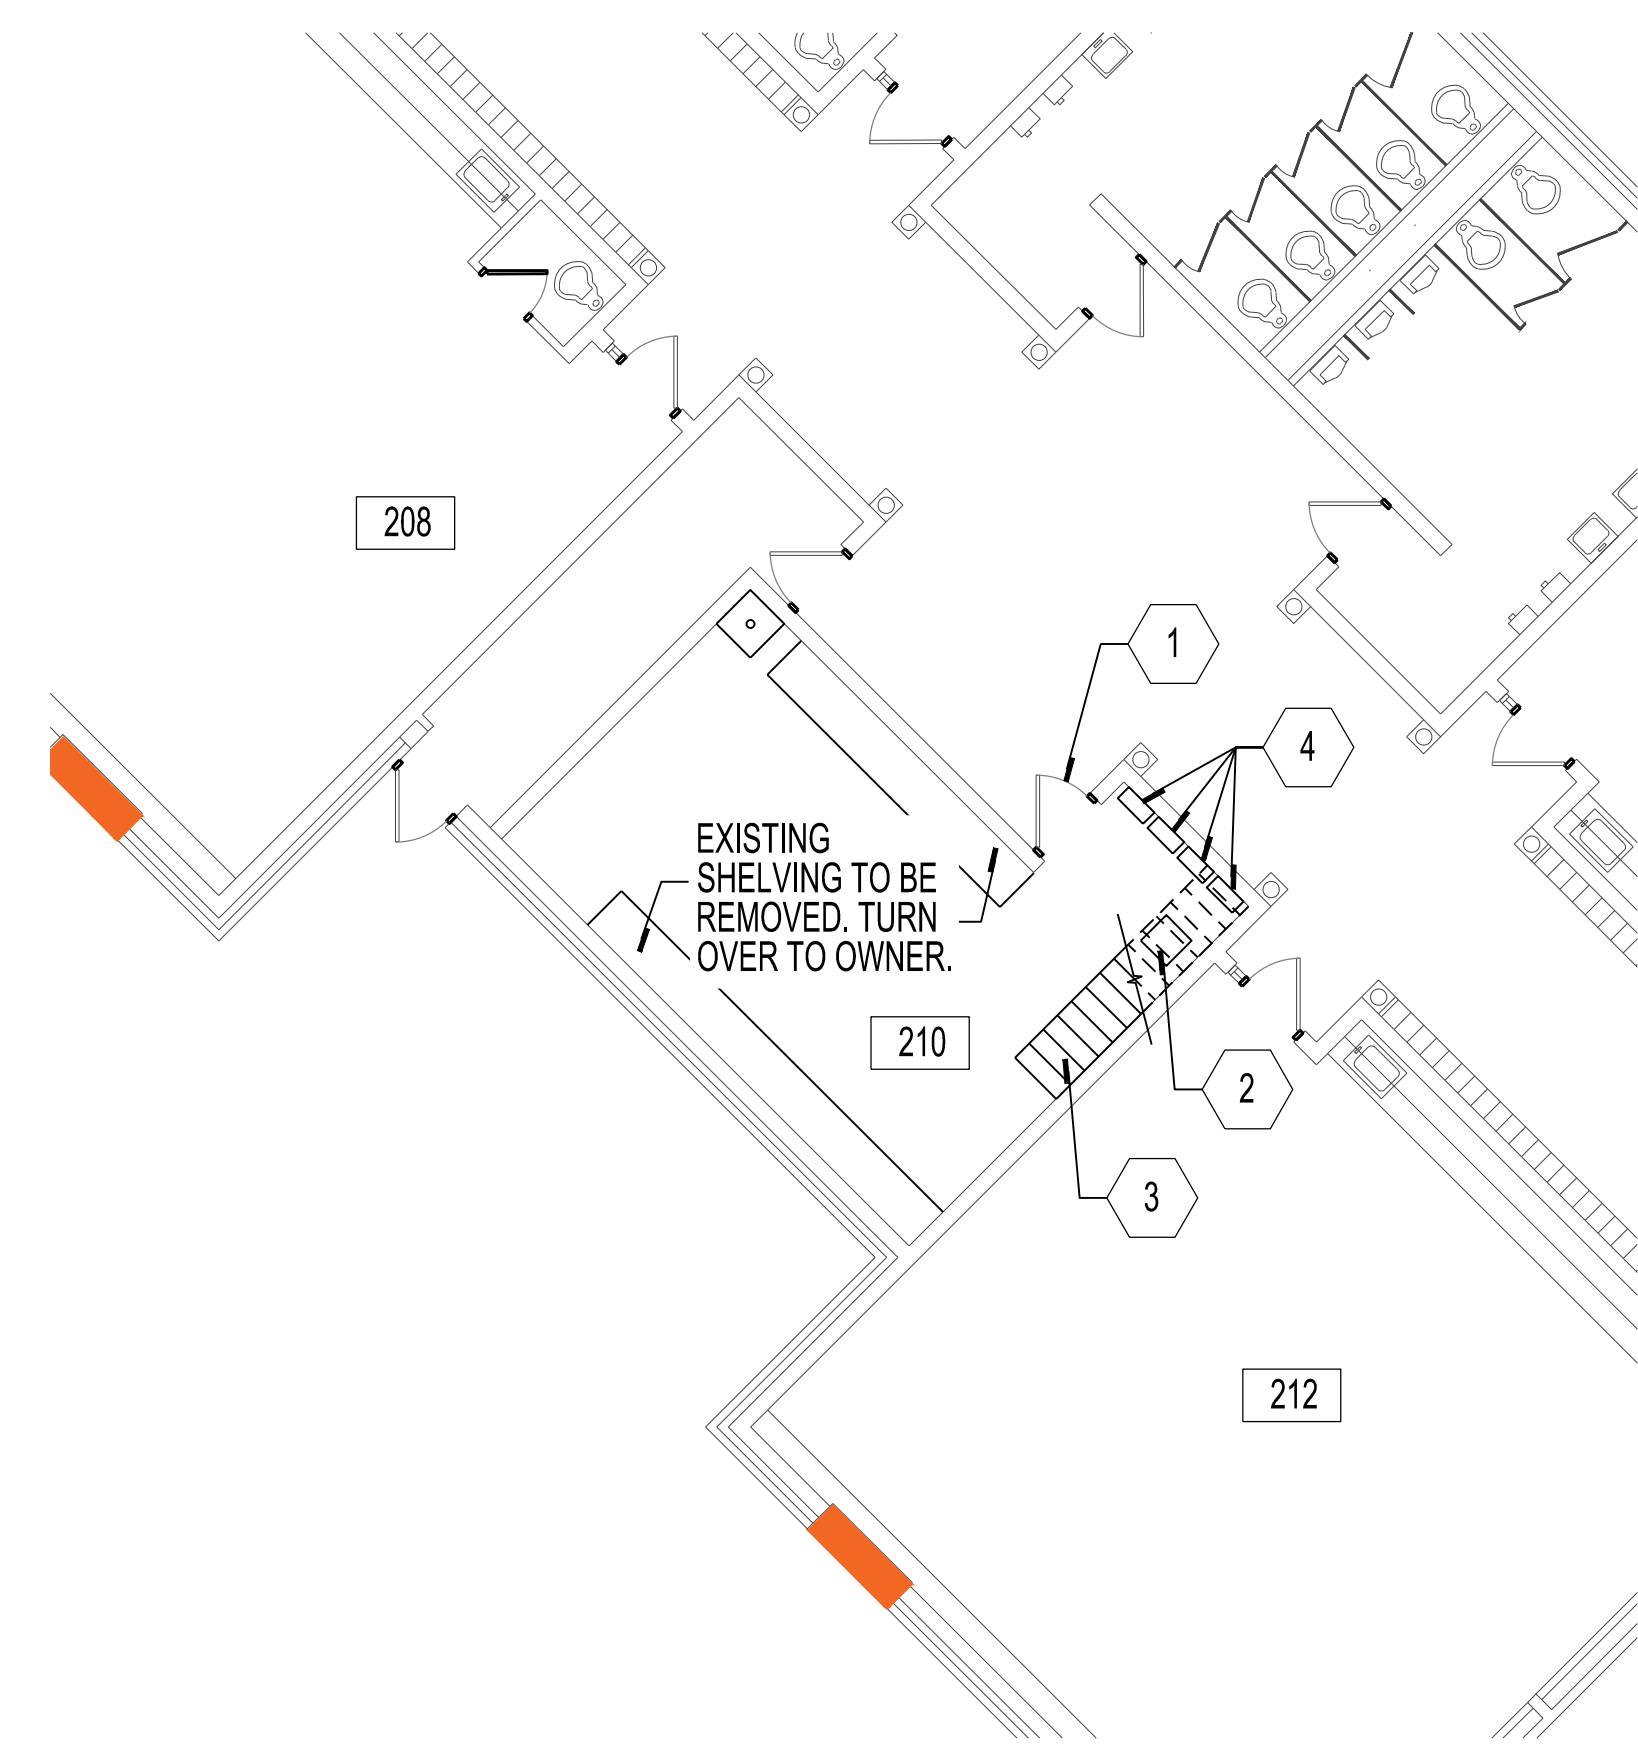 208
1
4
EXISTING
SHELVING TO BE
REMOVED. TURN
OVER TO OWNER.
210
2
3
212